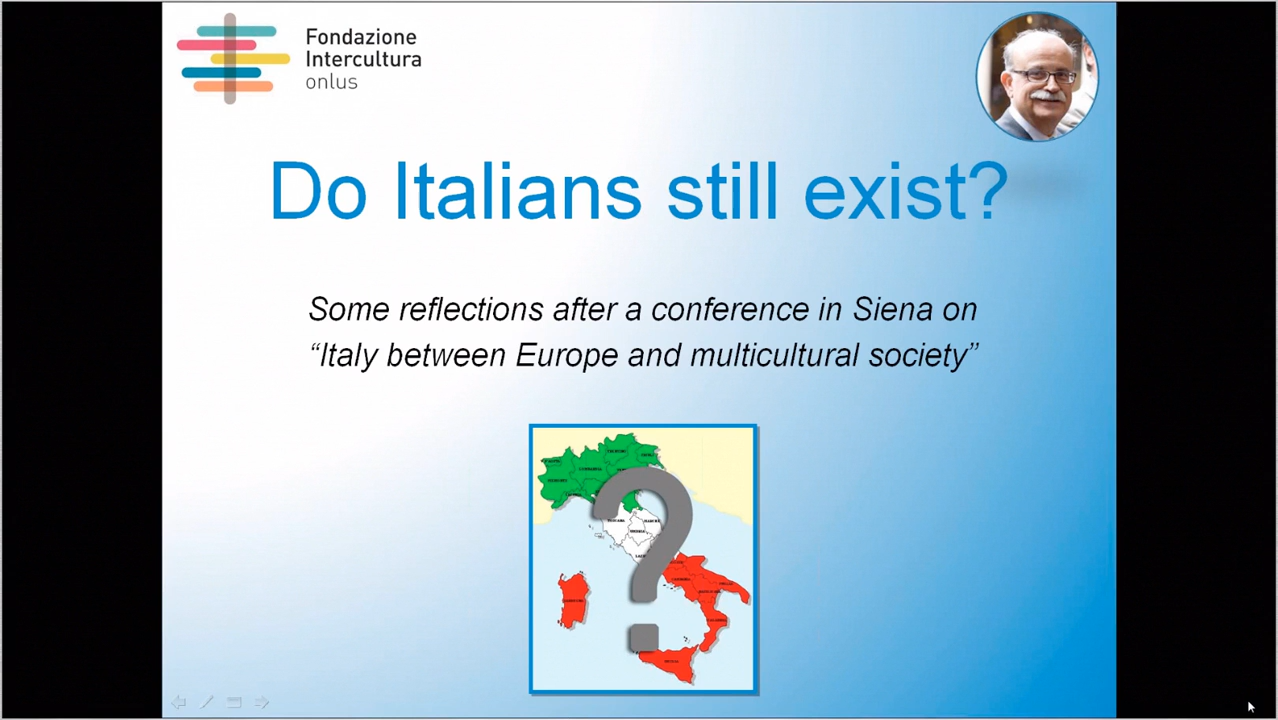 Fondazione
Intercultura
onlus
Do Italians still exist?
Some reflections after a conference in Siena on
“Italy between Europe and multicultural society”